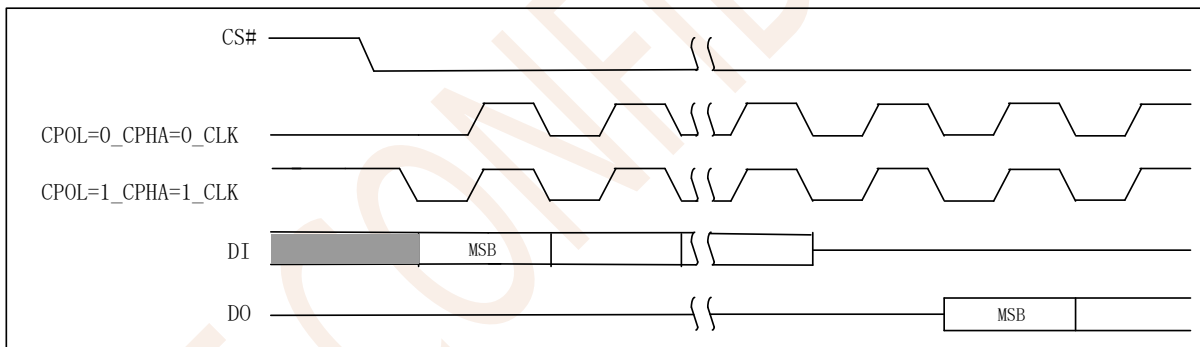 CS#
CPOL=0_CPHA=0_CLK
CPOL=1_CPHA=1_CLK
DI
MSB
DO
MSB